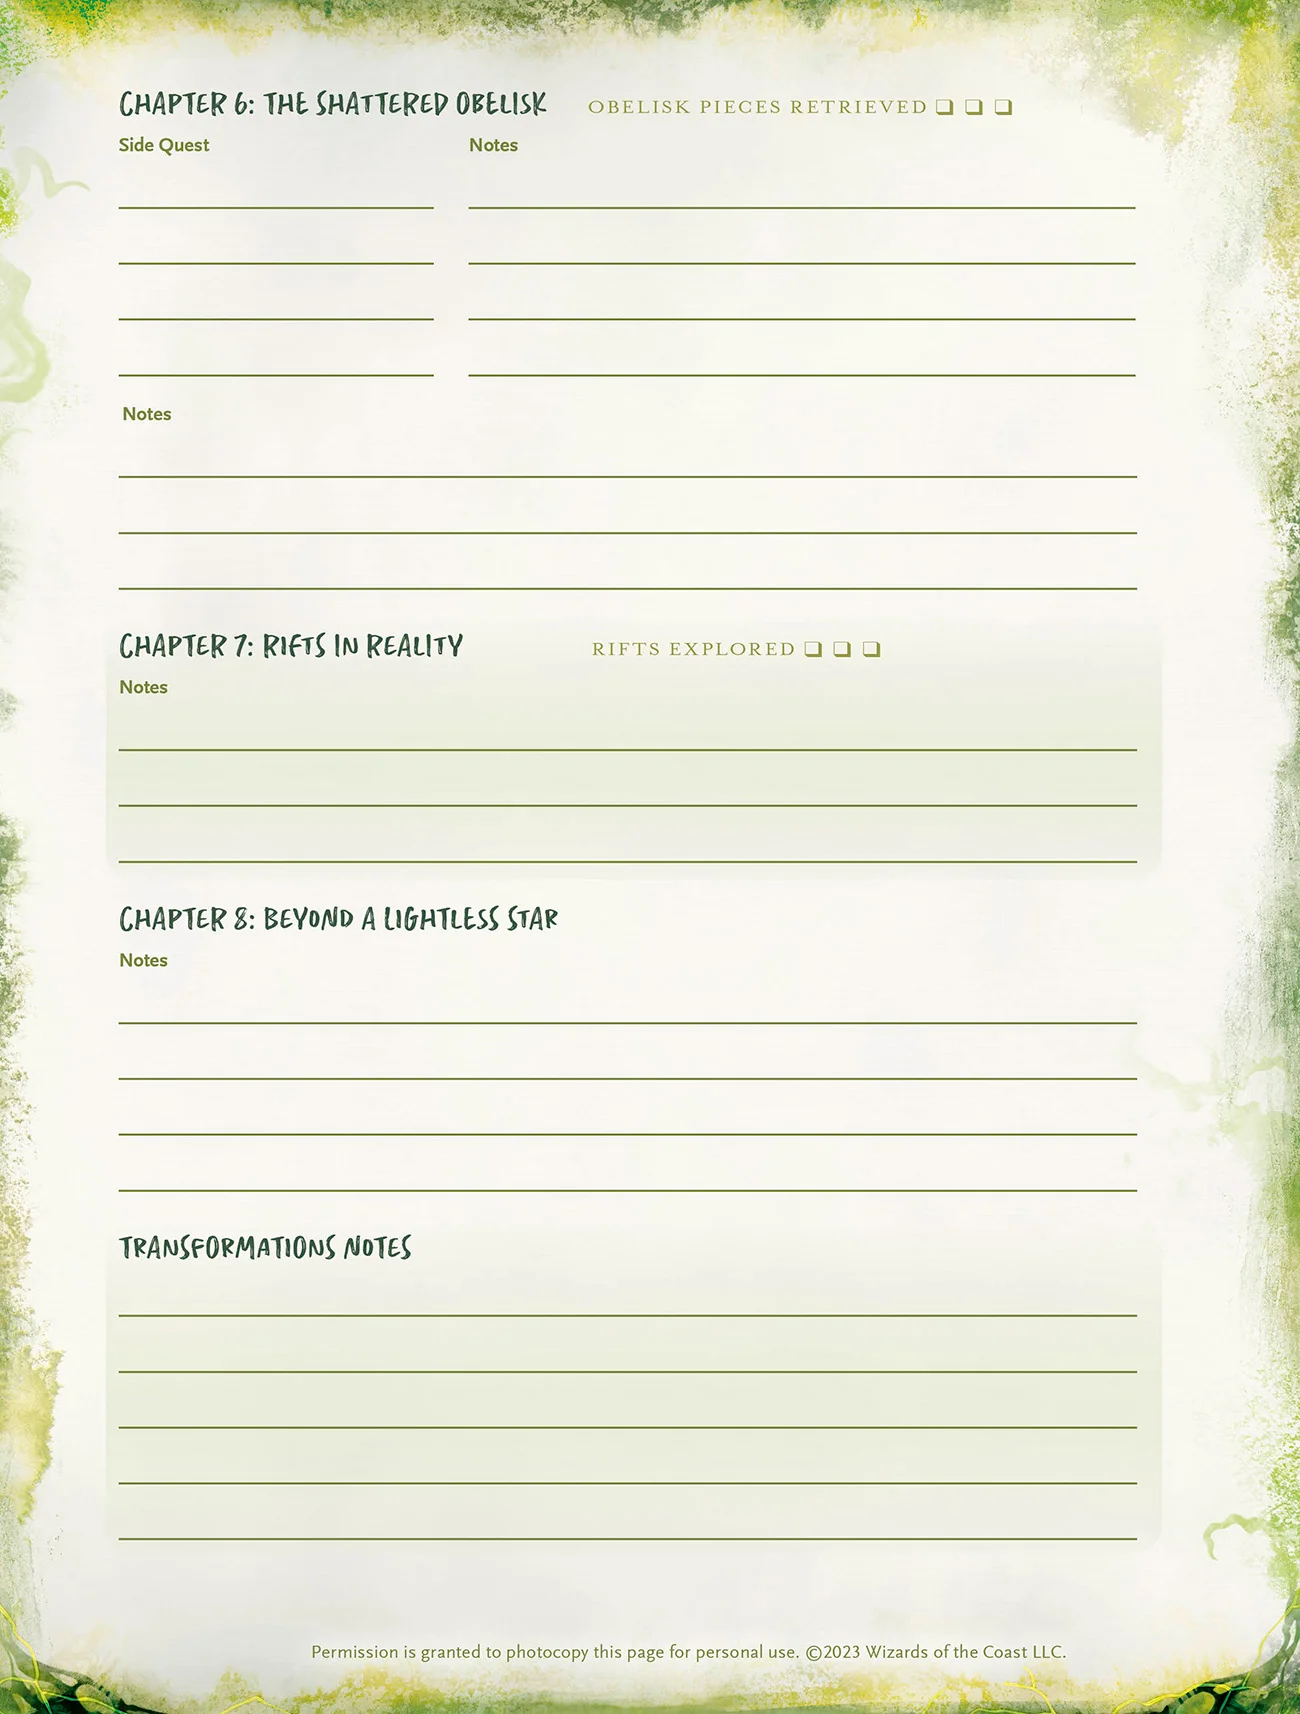 CHAPTER 6: THE SHATTERED OBELISK OBELISK PIECES RETRIEVED ❏ ❏ ❏
Side Quest Notes
Notes
CHAPTER 7: RIFTS IN REALITY RIFTS EXPLORED ❏ ❏ ❏
Notes
CHAPTER 8: BEYOND A LIGHTLESS STAR
Notes
TRANSFORMATIONS NOTES
Permission is granted to photocopy this page for personal use. ©2023 Wizards of the Coast LLC.